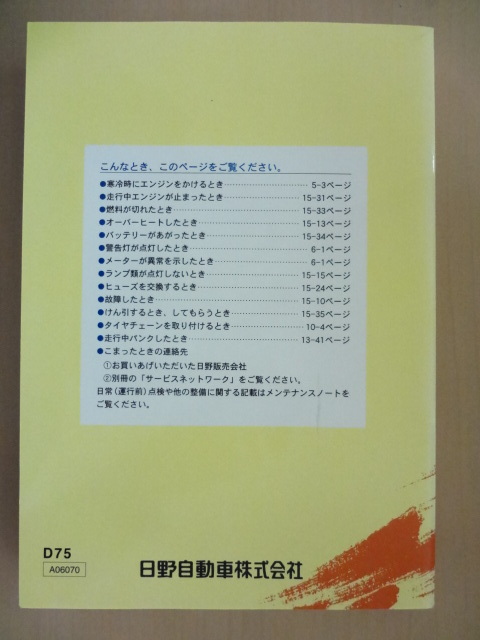 こんなとき、このページをご覧ください。
●寒冷時にエンジンをかけるとき……………………5-3ページ
●走行中エンジンが止まったとき……………………15-31ページ
●燃料が切れたとき……………………15-33ページ
●オーバーヒートしたとき……………………15-13ページ
●バッテリーがあがったとき……………………15-34ページ
●警告灯が点灯したとき……………………6-1ページ
●メーターが異常を示したとき……………………6-1ページ
●ランプ類が点灯しないとき……………………15-15ページ
●ヒューズを交換するとき……………………15-24ページ
●故障したとき……………………15-10ページ
●けん引するとき、してもらうとき……………………15-35ページ
●タイヤチェーンを取り付けるとき……………………10-4ページ
●走行中パンクしたとき……………………13-41ページ
●こまったときの連絡先
①お買いあげいただいた日野販売会社
②別冊の「サービスネットワーク」をご覧ください。
日常(運行前)点検や他の整備に関する記載はメンテナンスノートを
ご覧ください。
D75
A06070
日野自動車株式会社